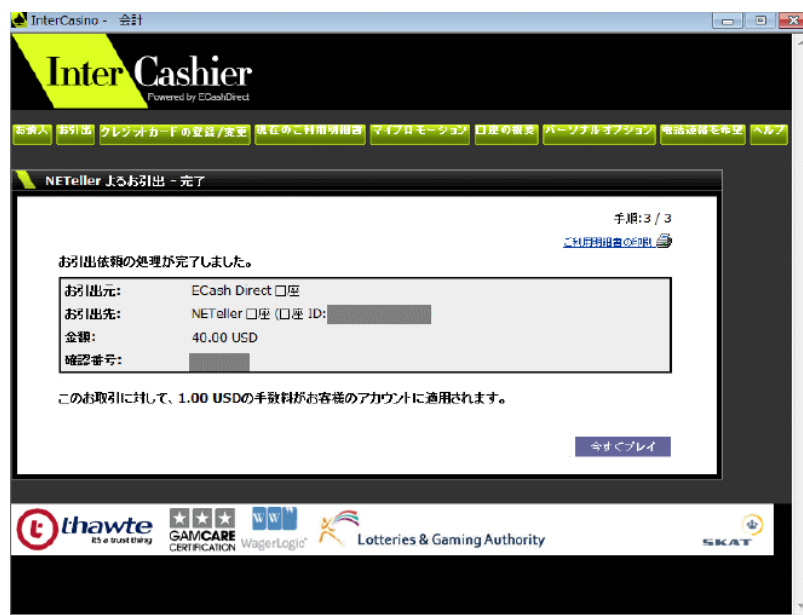 InterCasino - 会計
Inter Cashier
Powered by ECashDirect
お購入 お引出 クレジットカードの登録/変更 現在のご利用明細書 マイプロモーション 口座の概要 パーソナルオプション 電話連絡を希望 ヘルプ
NETeller よるお引出 - 完了
手順:3 / 3
ご利用明細書の印刷
お引出依頼の処理が完了しました。
お引出元: ECash Direct 口座
お引出先: NETeller 口座 (口座 ID:
金額: 40.00 USD
確認番号:
このお取引に対して、1.00 USDの手数料がお客様のアカウントに適用されます。
今すぐプレイ
thawte
it's a trust thing
GAMCARE
CERTIFICATION
WagerLogic
Lotteries & Gaming Authority
SKAT